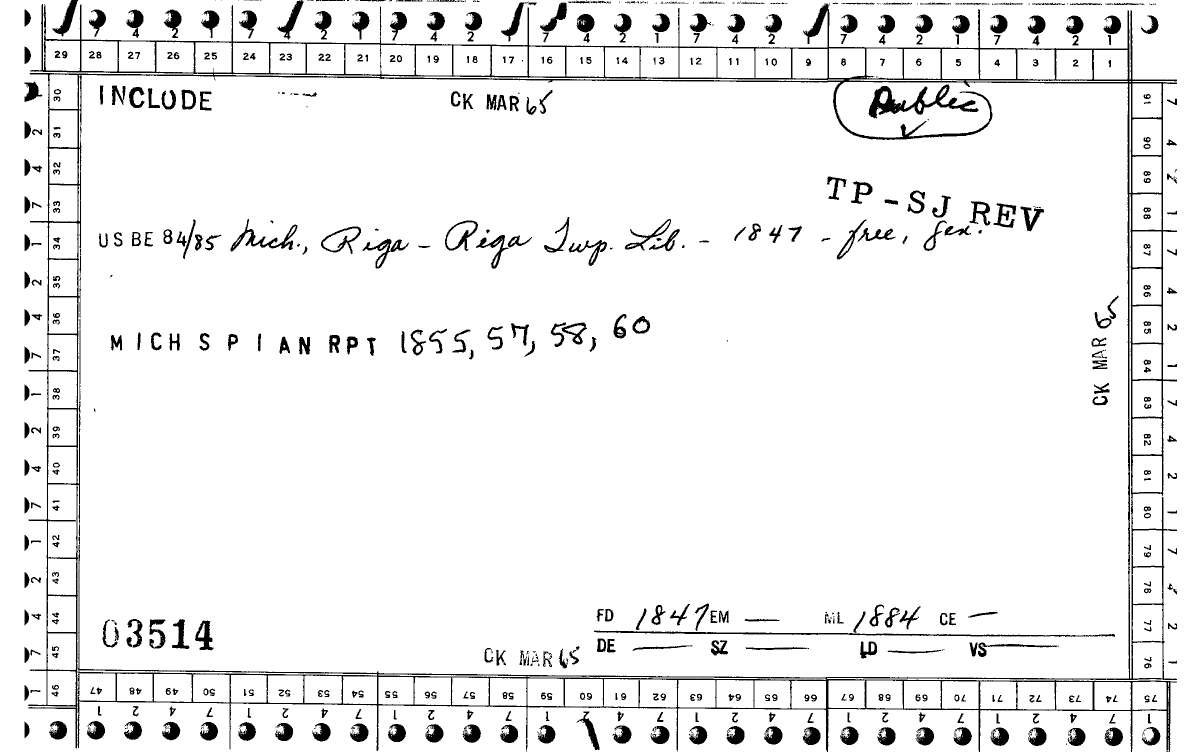 7 4 2 1 7 4 2 1 7 4 2 1 7 4 2 1 7 4 2 1 7 4 2 1 7 4 2 1
29 28 27 26 25 24 23 22 21 20 19 18 17 16 15 14 13 12 11 10 9 8 7 6 5 4 3 2 1
INCLUDE CK MAR 65 Public ✓
TP-SJ REV
US BE 84/85 Mich., Riga - Riga Twp. Lib. - 1847 - free, gen.
MICH S P I AN RPT 1855, 57, 58, 60
CK MAR 65
03514
FD 1847 EM — ML 1884 CE —
DE — SZ — LD — VS —
CK MAR 65
30 31 32 33 34 35 36 37 38 39 40 41 42 43 44 45 46
91 90 89 88 87 86 85 84 83 82 81 80 79 78 77 76 75
47 48 49 50 51 52 53 54 55 56 57 58 59 60 61 62 63 64 65 66 67 68 69 70 71 72 73 74
1 2 4 7 1 2 4 7 1 2 4 7 1 2 4 7 1 2 4 7 1 2 4 7 1 2 4 7 1